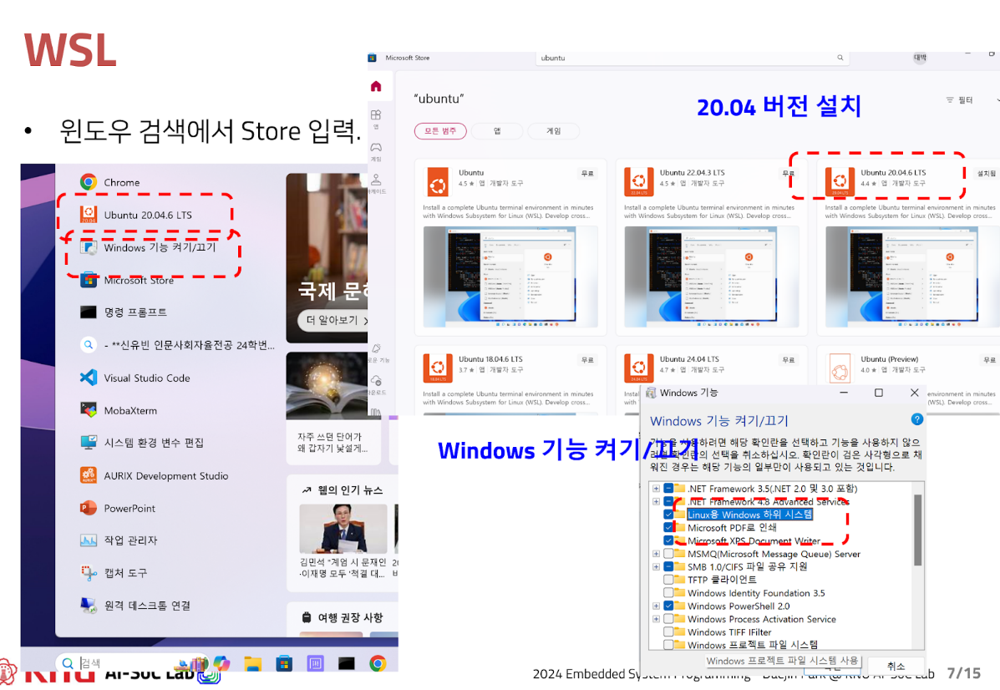 WSL
• 윈도우 검색에서 Store 입력.
Chrome
Ubuntu 20.04.6 LTS
Windows 기능 켜기/끄기
Microsoft Store
명령 프롬프트
- **신유빈 인문사회자율전공 24학번...
Visual Studio Code
MobaXterm
시스템 환경 변수 편집
AURIX Development Studio
PowerPoint
작업 관리자
캡처 도구
원격 데스크톱 연결
검색
국제 문
더 알아보기
자주 쓰던 단어가
왜 갑자기 낯설게...
웹의 인기 뉴스
김민석 "계엄 시 문재인
·이재명 모두 '척결 대...
여행 권장 사항
Microsoft Store
ubuntu
대박
앱
게임
"ubuntu"
20.04 버전 설치
필터
모든 범주
앱
게임
Ubuntu
무료
4.5 ★ 앱 개발자 도구
Install a complete Ubuntu terminal environment in minutes
with Windows Subsystem for Linux (WSL). Develop cross...
Ubuntu 22.04.3 LTS
무료
4.5 ★ 앱 개발자 도구
Install a complete Ubuntu terminal environment in minutes
with Windows Subsystem for Linux (WSL). Develop cross...
Ubuntu 20.04.6 LTS
설치됨
4.4 ★ 앱 개발자 도구
Install a complete Ubuntu terminal environment in minutes
with Windows Subsystem for Linux (WSL). Develop cross...
Ubuntu 18.04.6 LTS
무료
3.7 ★ 앱 개발자 도구
Install a complete Ubuntu terminal environment in minutes
with Windows Subsystem for Linux (WSL). Develop cross...
Ubuntu 24.04 LTS
무료
4.7 ★ 앱 개발자 도구
Install
with
Ubuntu (Preview)
무료
4.0 ★ 앱 개발자 도구
environment in minutes
(WSL). Develop cross...
Windows 기능 켜기/끄기
Windows 기능
Windows 기능 켜기/끄기
기능을 사용하려면 해당 확인란을 선택하고 기능을 사용하지 않으
려면 확인란의 선택을 취소하십시오. 확인란이 검은 사각형으로 채
워진 경우는 해당 기능의 일부만이 사용되고 있는 것입니다.
.NET Framework 3.5(.NET 2.0 및 3.0 포함)
.NET Framework 4.8 Advanced Services
Linux용 Windows 하위 시스템
Microsoft PDF로 인쇄
Microsoft XPS Document Writer
MSMQ(Microsoft Message Queue) Server
SMB 1.0/CIFS 파일 공유 지원
TFTP 클라이언트
Windows Identity Foundation 3.5
Windows PowerShell 2.0
Windows Process Activation Service
Windows TIFF IFilter
Windows 프로젝트 파일 시스템
Windows 프로젝트 파일 시스템 사용
취소
KNU AI-SoC Lab
2024 Embedded System Programming - Daejin Park @ KNU AI-SoC Lab 7/15